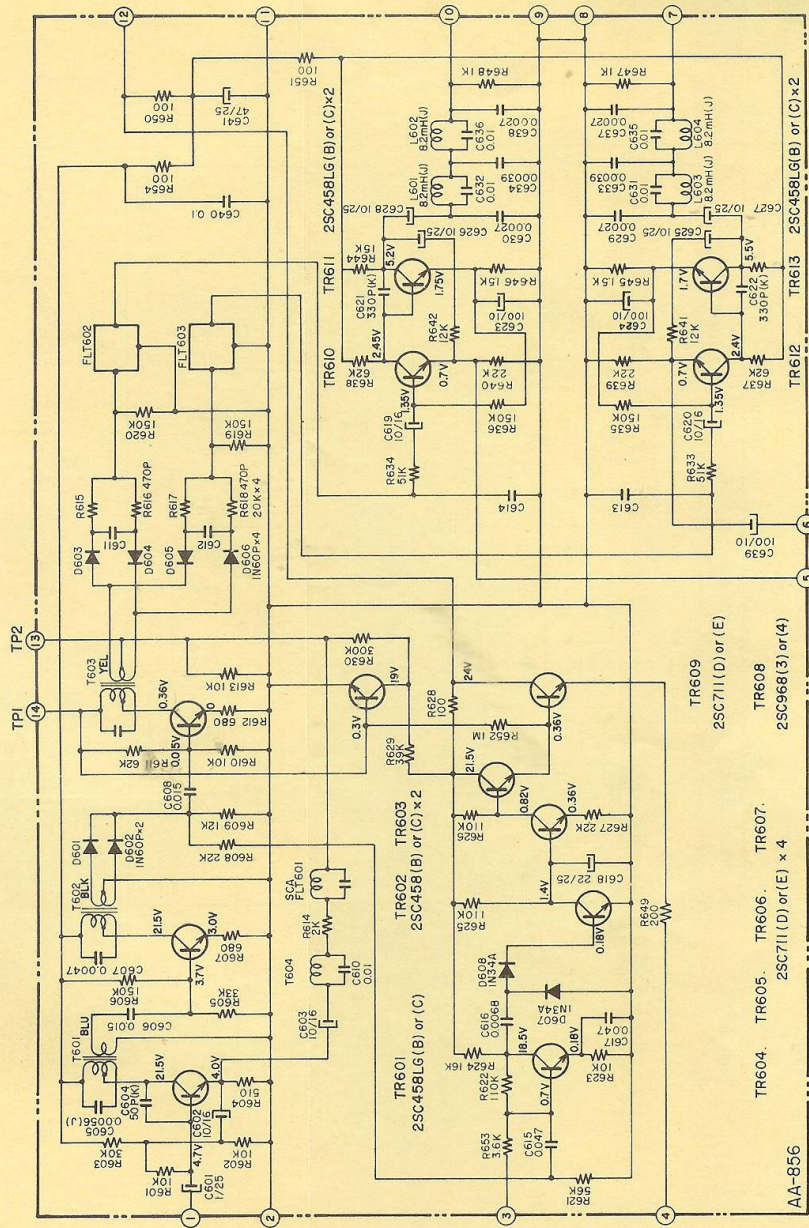 TP1
TP2
14
13
12
11
10
9
8
7
6
5
4
3
2
1
R601
10K
C601
1/25
4.7V
R603
30K
R602
10K
C605
0.0056(J)
C604
50P(K)
T601
BLU
21.5V
4.0V
C602
10/16
R604
510
C606
0.015
R606
150K
R605
33K
C607 0.0047
T602
BLK
21.5V
3.7V
3.0V
R607
680
D601
D602
1N60P×2
R609 12K
R608 22K
C608
0.015
R611 62K
R610 10K
0.015V
0.36V
0
R612
680
R613 10K
T603
YEL
D603
D604
D605
D606
1N60P×4
C611
C612
R615
R616 470P
R617
R618 470P
20K×4
R620
150K
R619
150K
FLT602
FLT603
C640 0.1
R654
100
R650
100
C641
47/25
R651
100
C603
10/16
T604
C610
0.01
R614
2K
SCA
FLT601
R630
300K
0.3V
19V
R629
39K
R628
100
R652 1M
24V
0.36V
TR601
2SC458LG(B) or (C)
TR602 TR603
2SC458(B) or (C)×2
R653
3.6K
C615
0.047
R621
56K
R624 16K
R622
110K
0.7V
18.5V
0.18V
R623
10K
C617
0.047
C616
0.0068
D607
1N34A
D608
1N34A
0.18V
R625
110K
1.4V
C618 22/25
R626
110K
0.82V
21.5V
0.36V
R627 22K
R649
200
TR604. TR605. TR606. TR607.
2SC711(D) or (E) × 4
TR608
2SC968(3) or (4)
TR609
2SC711(D) or (E)
TR610
TR611
2SC458LG(B) or (C)×2
R634
51K
C619
10/16
1.35V
R638
62K
2.45V
0.7V
R636
150K
R640
22K
R642
12K
C621
330P(K)
R644
15K
5.2V
1.75V
R646 1.5K
C623
100/10
C628 10/25
C626 10/25
C630
0.0027
L601
8.2mH(J)
C632
0.01
C634
0.0039
L602
8.2mH(J)
C636
0.01
C638
0.0027
R648 1K
C614
C613
R633
51K
C620
10/16
1.35V
R635
150K
R639
22K
0.7V
2.4V
R637
62K
R641
12K
C624
100/10
R645 1.5K
1.7V
C622
330P(K)
5.5V
C625 10/25
C627
10/25
C629
0.0027
C633
0.0039
C631
0.01
L603
8.2mH(J)
C637
0.0027
C635
0.01
L604
8.2mH(J)
R647 1K
C639
100/10
TR612
TR613
2SC458LG(B) or (C)×2
AA-856